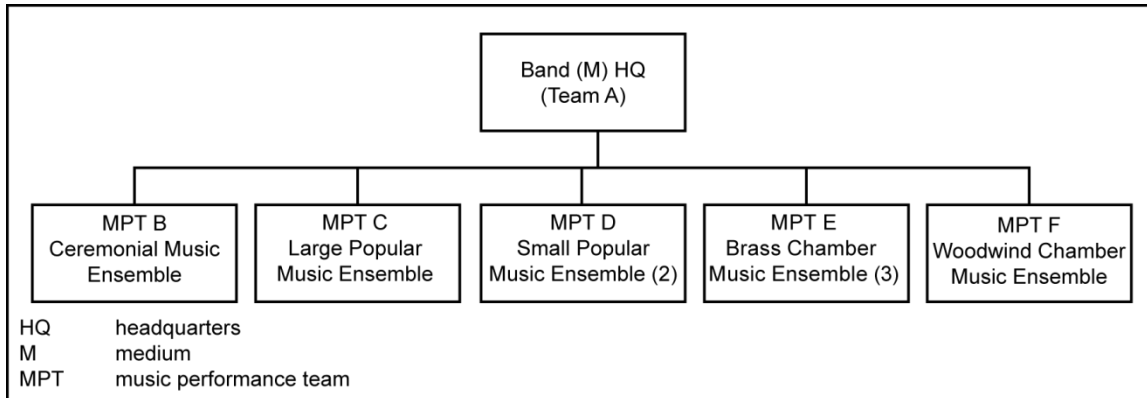 Band (M) HQ
(Team A)
MPT B
Ceremonial Music
Ensemble
MPT C
Large Popular
Music Ensemble
MPT D
Small Popular
Music Ensemble (2)
MPT E
Brass Chamber
Music Ensemble (3)
MPT F
Woodwind Chamber
Music Ensemble
HQ headquarters
M medium
MPT music performance team